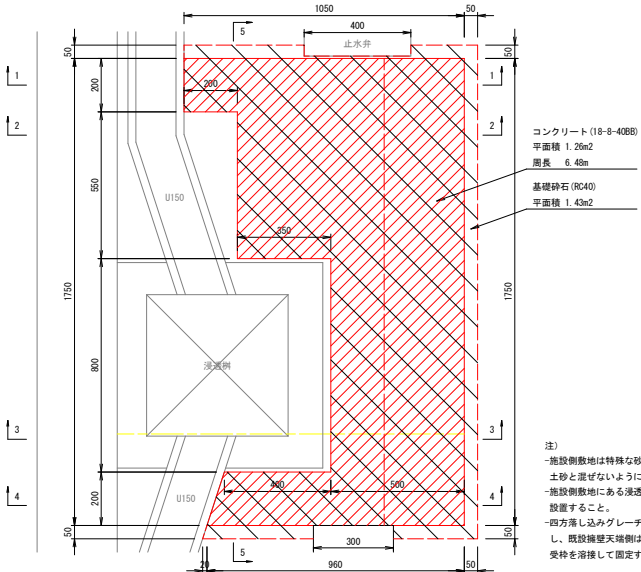 1050
50
5
400
止水弁
50
50
1
1
200
200
2
2
コンクリート(18-8-40BB)
平面積 1.26m2
周長 6.48m
基礎砕石(RC40)
平面積 1.43m2
U150
550
350
1750
1750
800
浸透桝
3
3
注)
-施設側敷地は特殊な砂
土砂と混ぜないように
-施設側敷地にある浸透
設置すること。
-四方落し込みグレーチ
し、既設擁壁天端側は
受枠を溶接して固定す
4
4
U150
400
500
200
50
50
300
20
5
960
50